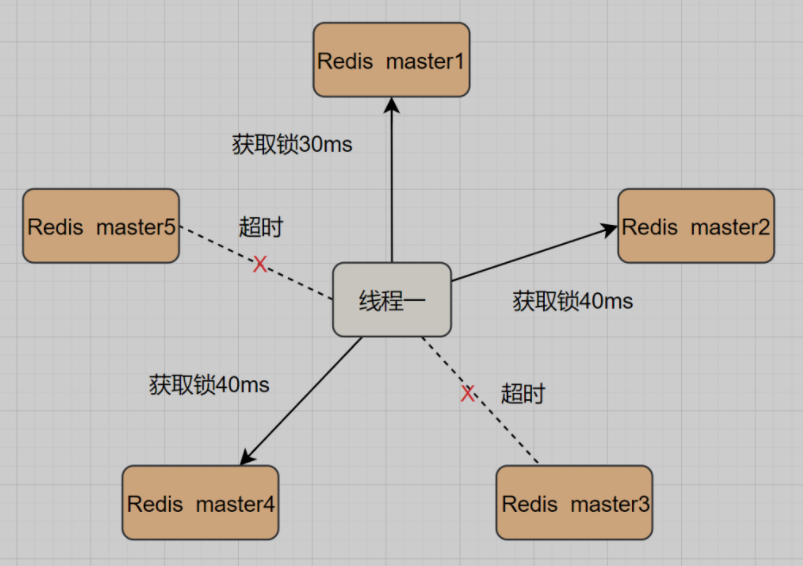 Redis master1
获取锁30ms
Redis master5
超时
X
Redis master2
线程一
获取锁40ms
获取锁40ms
X
超时
Redis master4
Redis master3